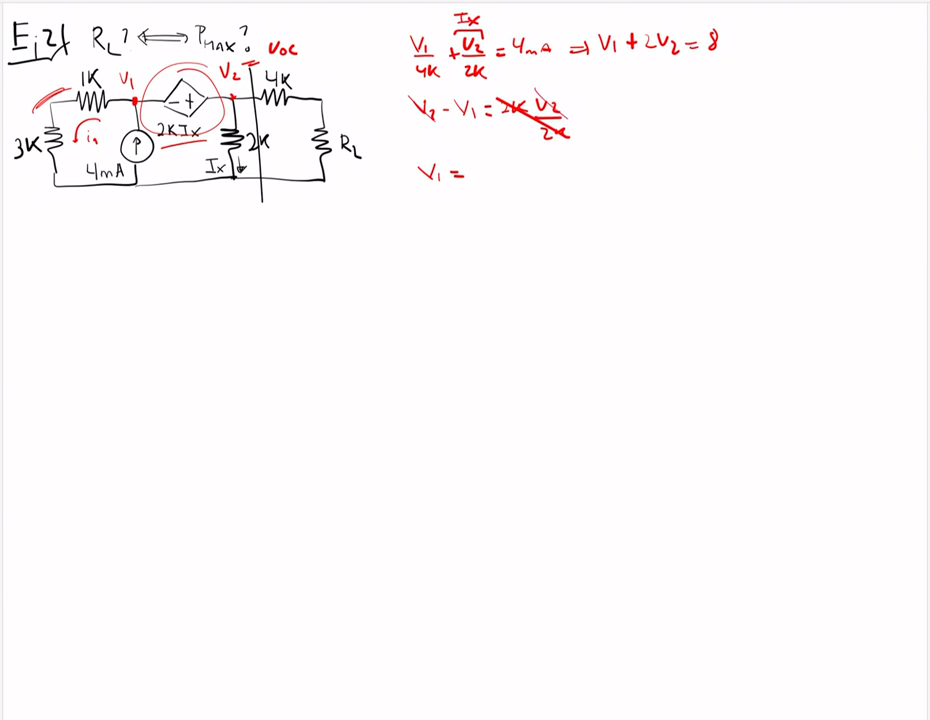 Ej2) RL? ⟺ PMAX?
VOC
1K V1 V2 4K
3K i1 − + 2K RL
2KIx
4mA ↑ Ix ↓
Ix
V1/4K + V2/2K = 4mA ⇒ V1 + 2V2 = 8
V2 − V1 = 2K V2/2K
V1 =